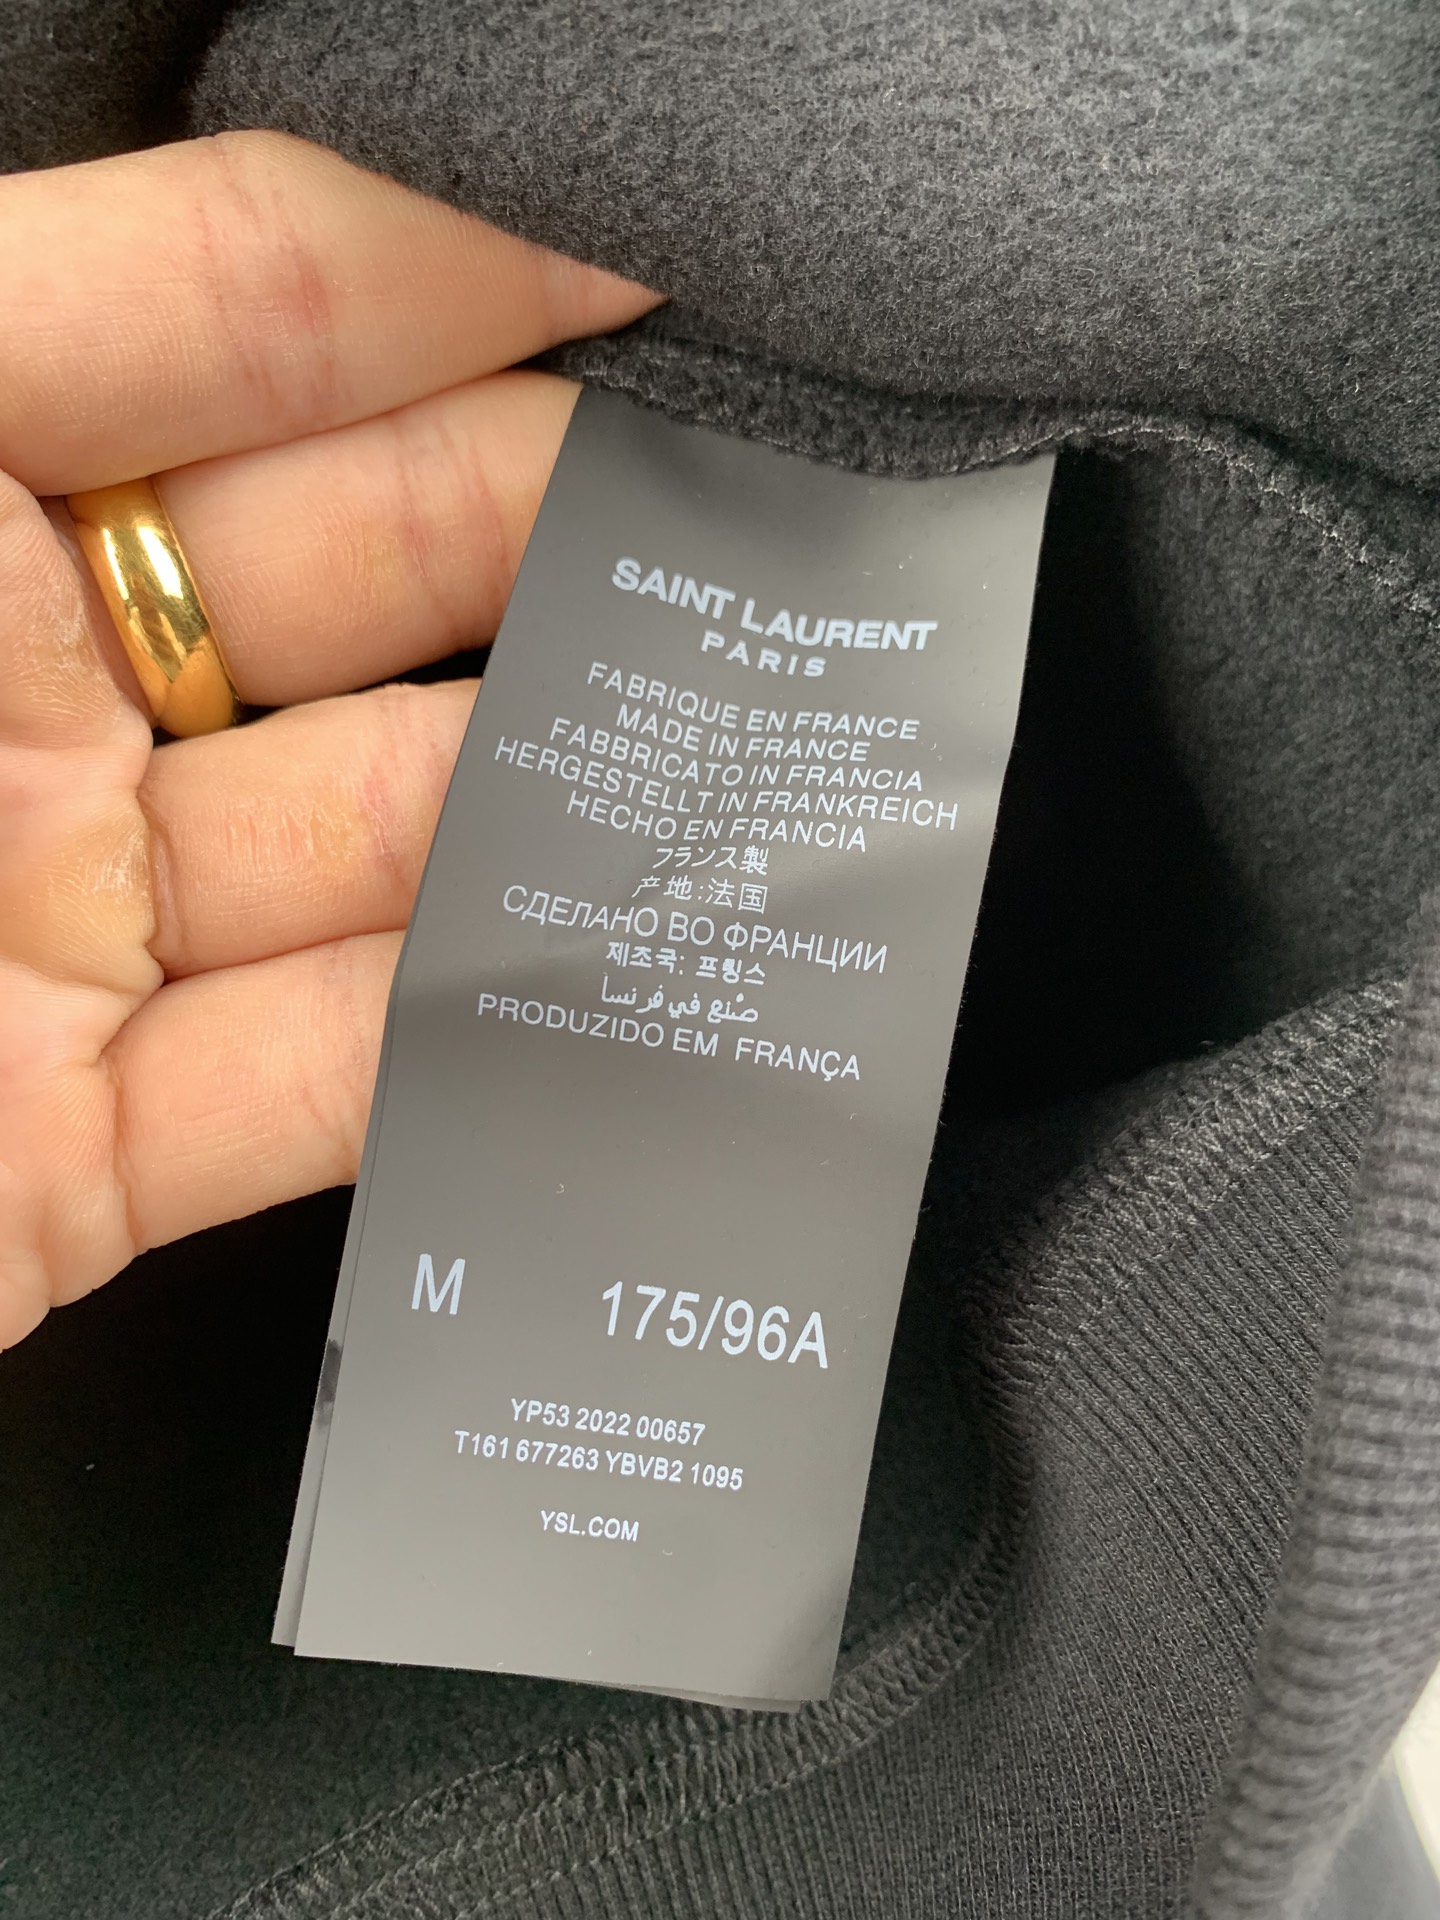 SAINT LAURENT
PARIS
FABRIQUE EN FRANCE
MADE IN FRANCE
FABBRICATO IN FRANCIA
HERGESTELLT IN FRANKREICH
HECHO EN FRANCIA
フランス製
产地:法国
СДЕЛАНО ВО ФРАНЦИИ
제조국: 프링스
صْنع في فرنسا
PRODUZIDO EM FRANÇA
M 175/96A
YP53 2022 00657
T161 677263 YBVB2 1095
YSL.COM